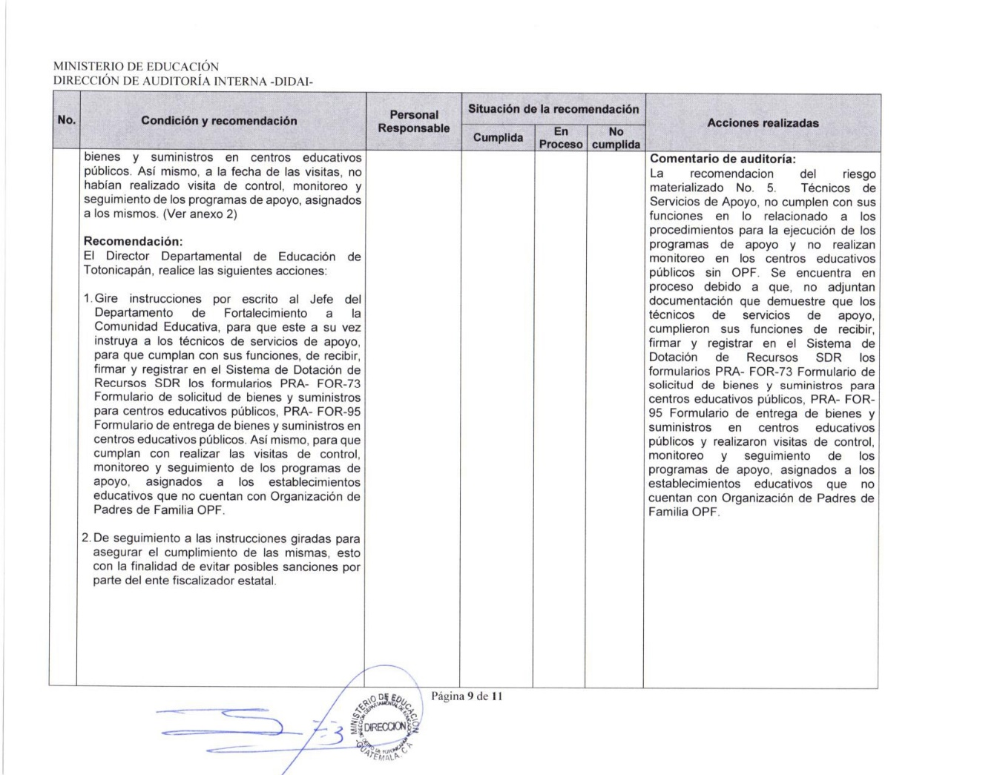 MINISTERIO DE EDUCACIÓN
DIRECCIÓN DE AUDITORÍA INTERNA -DIDAI-
No.
Condición y recomendación
Personal
Responsable
Situación de la recomendación
Cumplida
En
Proceso
No
cumplida
Acciones realizadas
bienes y suministros en centros educativos
públicos. Así mismo, a la fecha de las visitas, no
habían realizado visita de control, monitoreo y
seguimiento de los programas de apoyo, asignados
a los mismos. (Ver anexo 2)
Recomendación:
El Director Departamental de Educación de
Totonicapán, realice las siguientes acciones:
1. Gire instrucciones por escrito al Jefe del
Departamento de Fortalecimiento a la
Comunidad Educativa, para que este a su vez
instruya a los técnicos de servicios de apoyo,
para que cumplan con sus funciones, de recibir,
firmar y registrar en el Sistema de Dotación de
Recursos SDR los formularios PRA- FOR-73
Formulario de solicitud de bienes y suministros
para centros educativos públicos, PRA- FOR-95
Formulario de entrega de bienes y suministros en
centros educativos públicos. Así mismo, para que
cumplan con realizar las visitas de control,
monitoreo y seguimiento de los programas de
apoyo, asignados a los establecimientos
educativos que no cuentan con Organización de
Padres de Familia OPF.
2. De seguimiento a las instrucciones giradas para
asegurar el cumplimiento de las mismas, esto
con la finalidad de evitar posibles sanciones por
parte del ente fiscalizador estatal.
Comentario de auditoría:
La recomendacion del riesgo
materializado No. 5. Técnicos de
Servicios de Apoyo, no cumplen con sus
funciones en lo relacionado a los
procedimientos para la ejecución de los
programas de apoyo y no realizan
monitoreo en los centros educativos
públicos sin OPF. Se encuentra en
proceso debido a que, no adjuntan
documentación que demuestre que los
técnicos de servicios de apoyo,
cumplieron sus funciones de recibir,
firmar y registrar en el Sistema de
Dotación de Recursos SDR los
formularios PRA- FOR-73 Formulario de
solicitud de bienes y suministros para
centros educativos públicos, PRA- FOR-
95 Formulario de entrega de bienes y
suministros en centros educativos
públicos y realizaron visitas de control,
monitoreo y seguimiento de los
programas de apoyo, asignados a los
establecimientos educativos que no
cuentan con Organización de Padres de
Familia OPF.
Página 9 de 11
MINISTERIO DE EDUCACIÓN
DIRECCION
GUATEMALA, C.A.